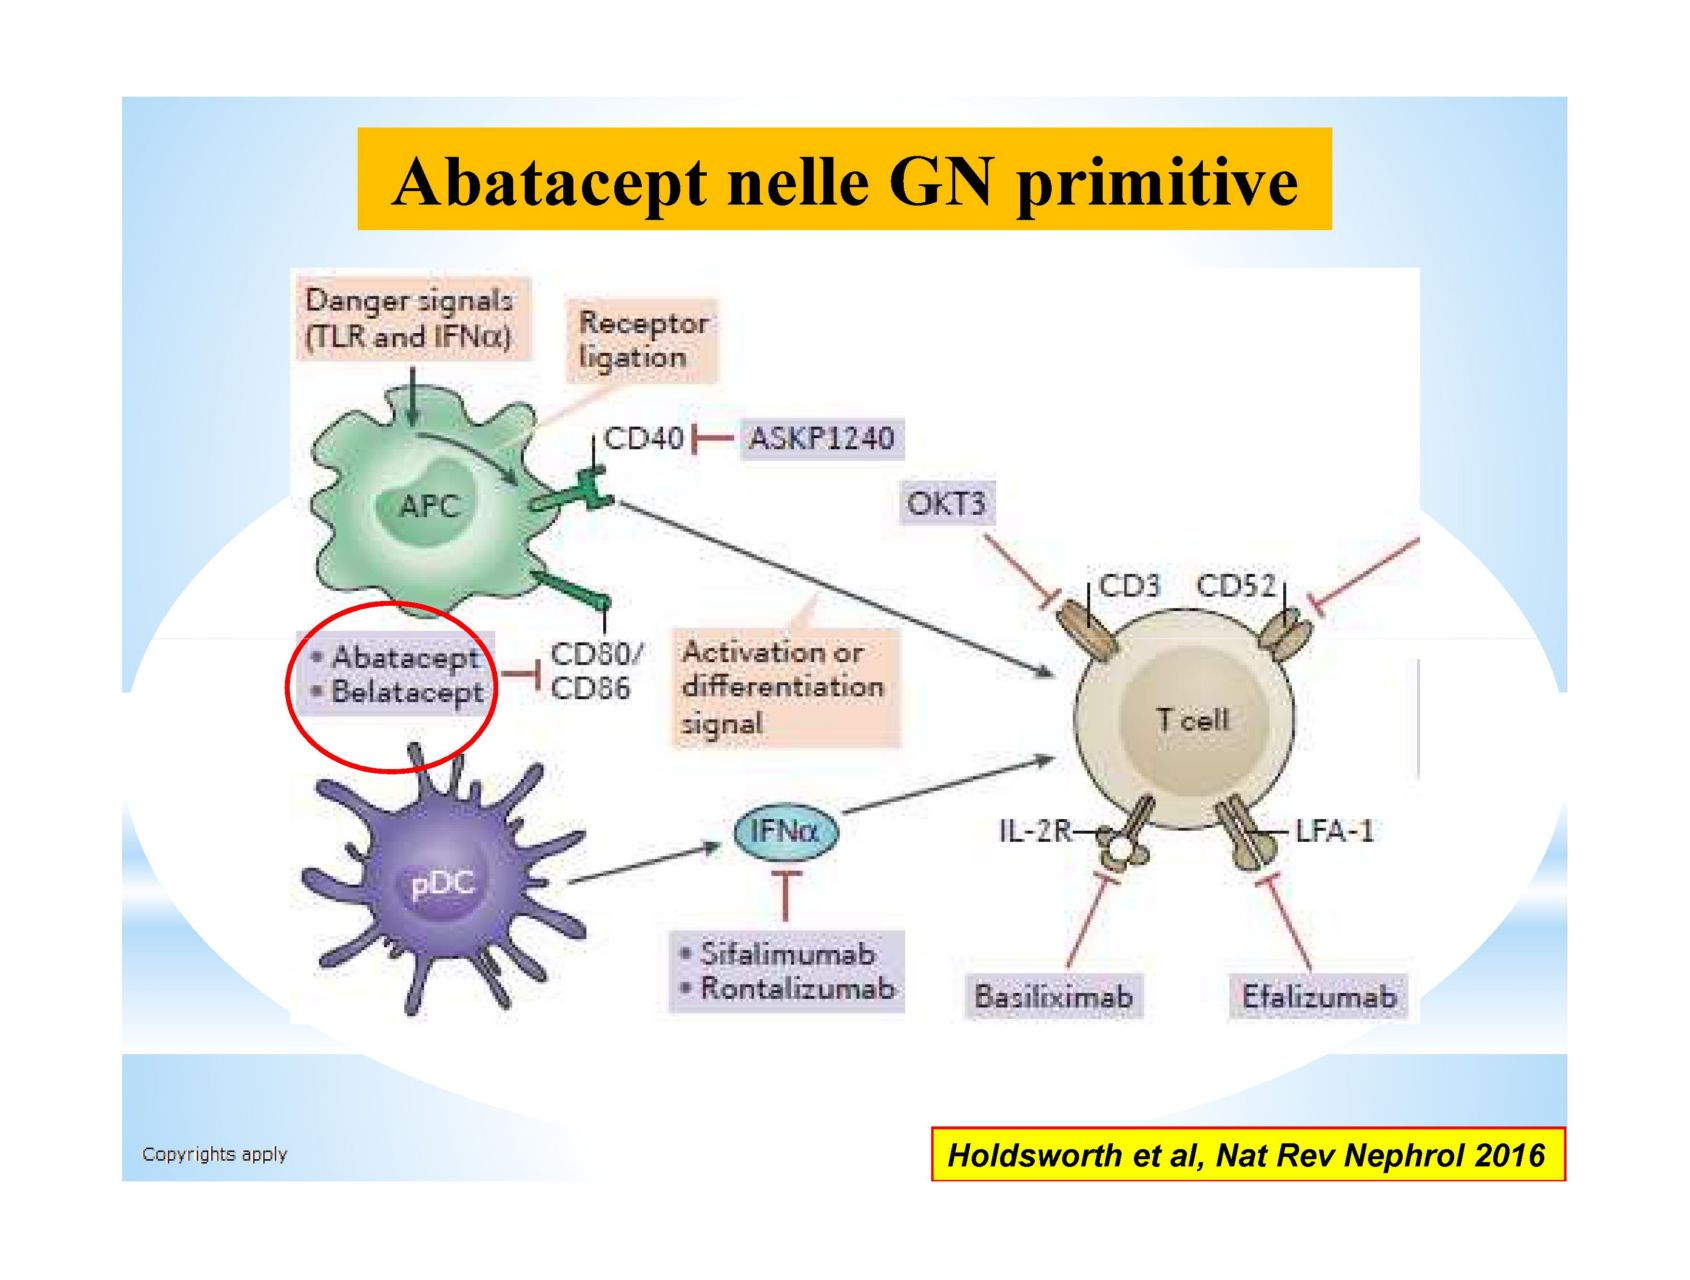 Abatacept nelle GN primitive
Danger signals
(TLR and IFNα)
Receptor
ligation
CD40
ASKP1240
APC
OKT3
CD3
CD52
• Abatacept
• Belatacept
CD80/
CD86
Activation or
differentiation
signal
T cell
pDC
IFNα
IL-2R
LFA-1
• Sifalimumab
• Rontalizumab
Basiliximab
Efalizumab
Copyrights apply
Holdsworth et al, Nat Rev Nephrol 2016